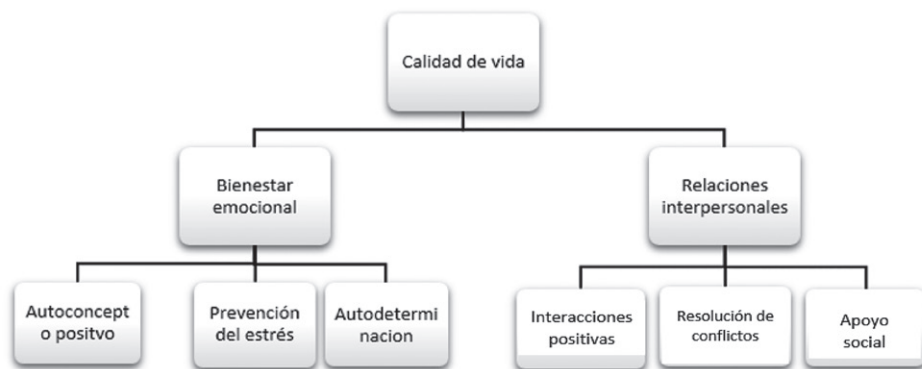 Calidad de vida
Bienestar
emocional
Relaciones
interpersonales
Autoconcept
o positvo
Prevención
del estrés
Autodetermi
nacion
Interacciones
positivas
Resolución de
conflictos
Apoyo
social